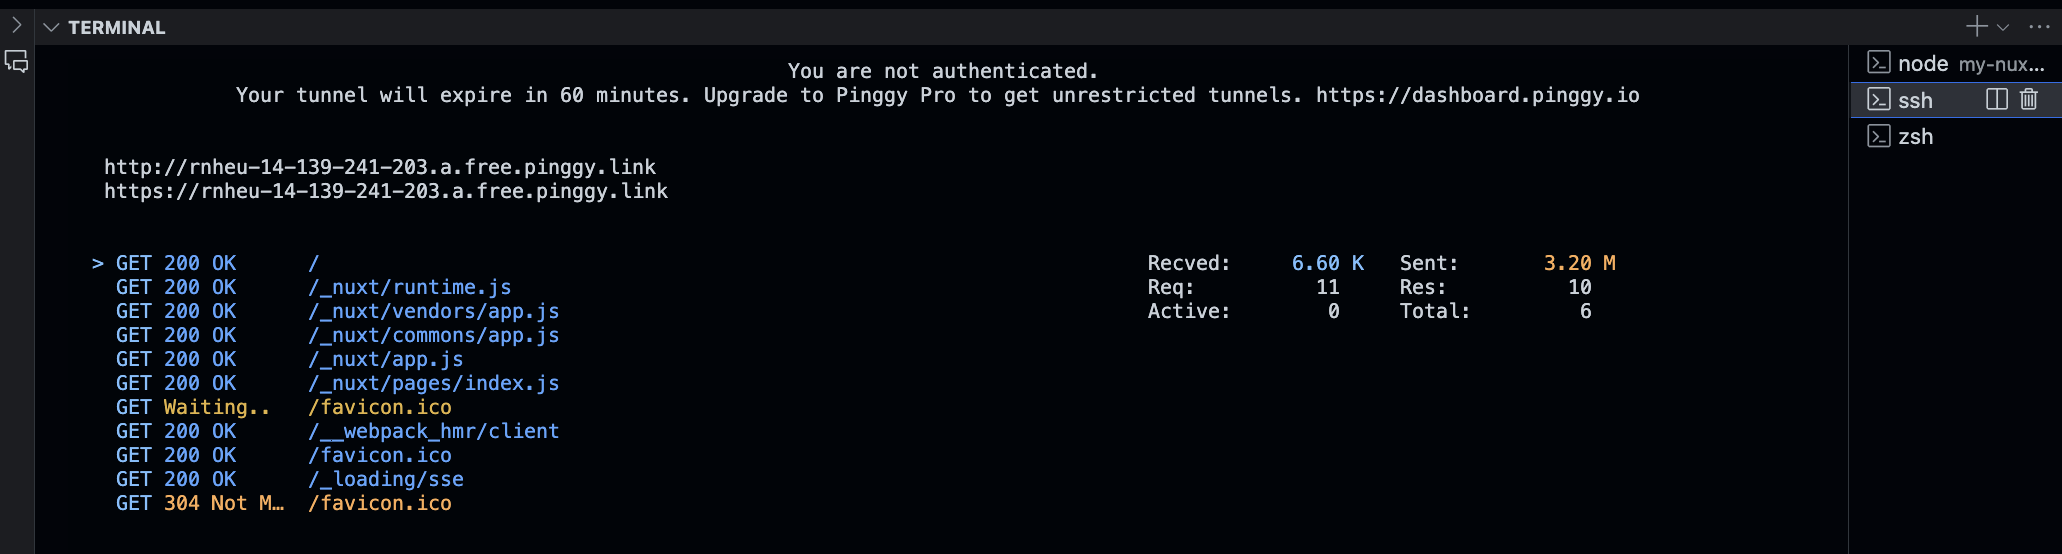 TERMINAL
You are not authenticated.
Your tunnel will expire in 60 minutes. Upgrade to Pinggy Pro to get unrestricted tunnels. https://dashboard.pinggy.io
http://rnheu-14-139-241-203.a.free.pinggy.link
https://rnheu-14-139-241-203.a.free.pinggy.link
> GET 200 OK /
GET 200 OK /_nuxt/runtime.js
GET 200 OK /_nuxt/vendors/app.js
GET 200 OK /_nuxt/commons/app.js
GET 200 OK /_nuxt/app.js
GET 200 OK /_nuxt/pages/index.js
GET Waiting.. /favicon.ico
GET 200 OK /__webpack_hmr/client
GET 200 OK /favicon.ico
GET 200 OK /_loading/sse
GET 304 Not M… /favicon.ico
Recved: 6.60 K Sent: 3.20 M
Req: 11 Res: 10
Active: 0 Total: 6
node my-nux...
ssh
zsh